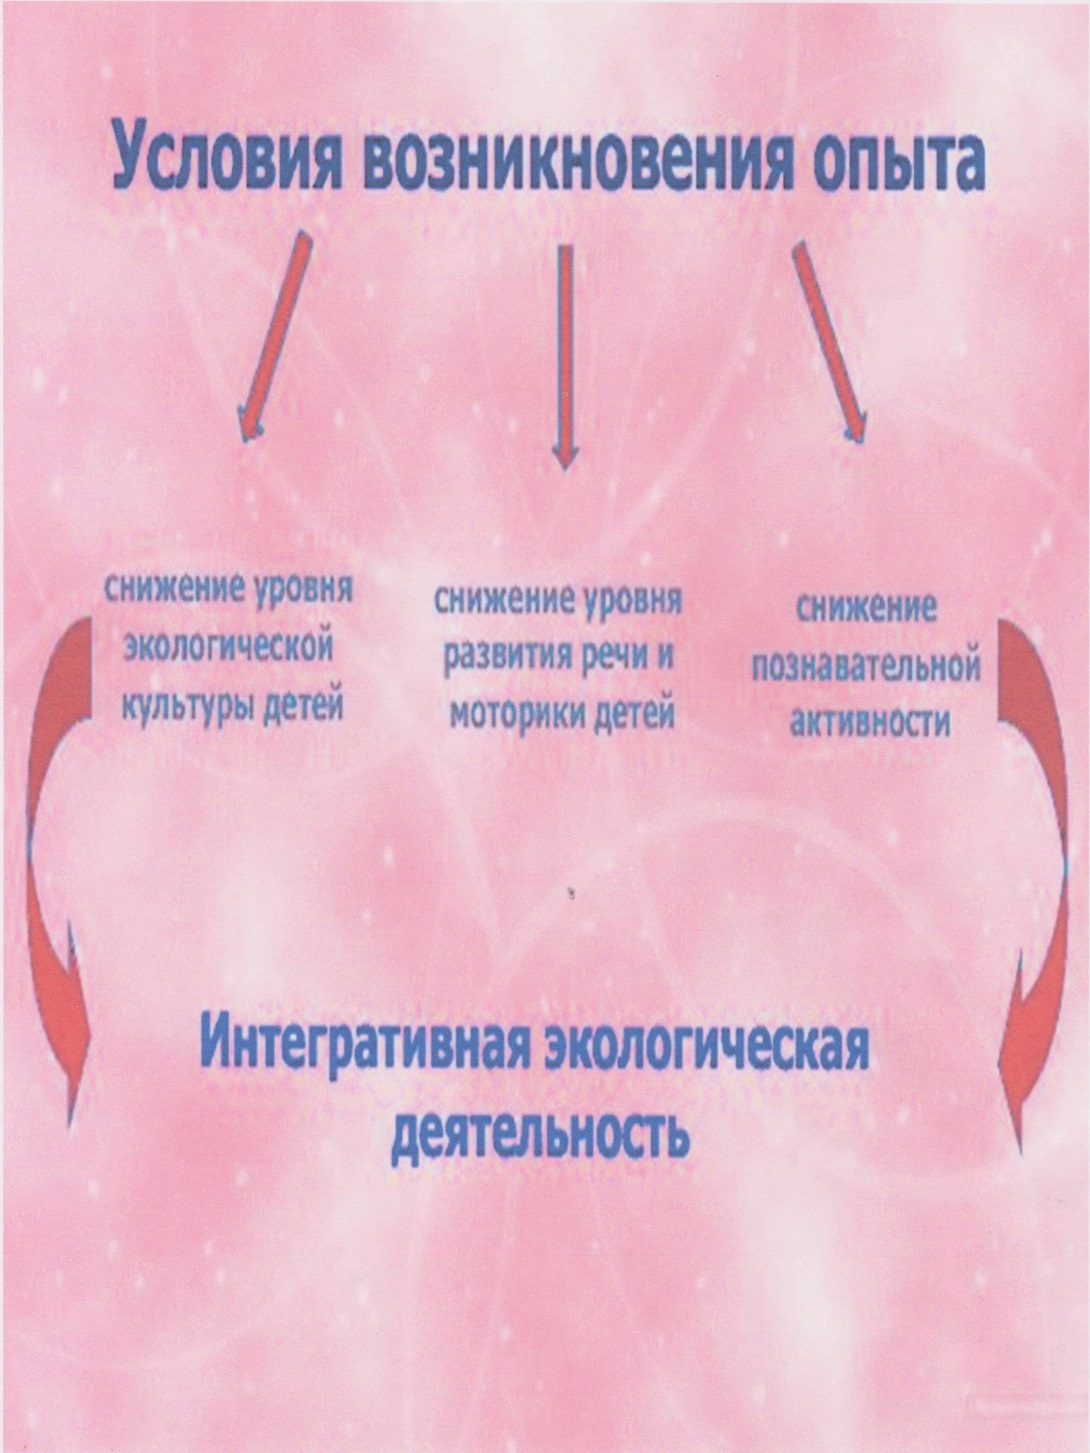 Условия возникновения опыта
снижение уровня
экологической
культуры детей
снижение уровня
развития речи и
моторики детей
снижение
познавательной
активности
Интегративная экологическая
деятельность